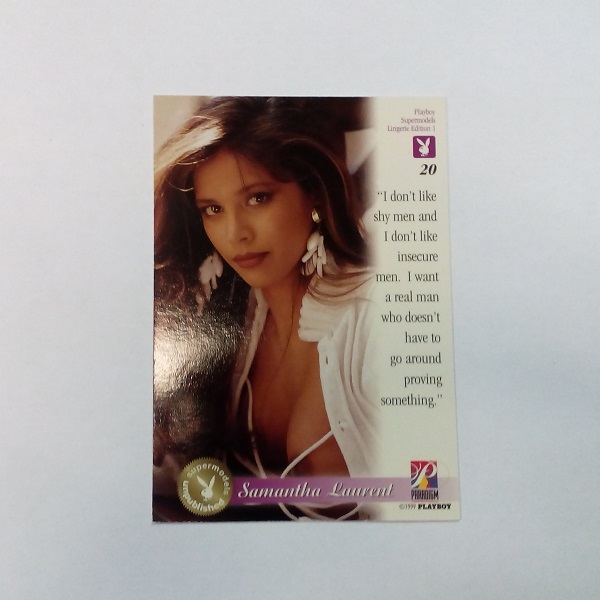 Playboy
Supermodels
Lingerie Edition 1
20
“I don't like
shy men and
I don't like
insecure
men. I want
a real man
who doesn't
have to
go around
proving
something.”
supermodels
unpublished
Samantha Laurent
PARADIGM
©1999 PLAYBOY